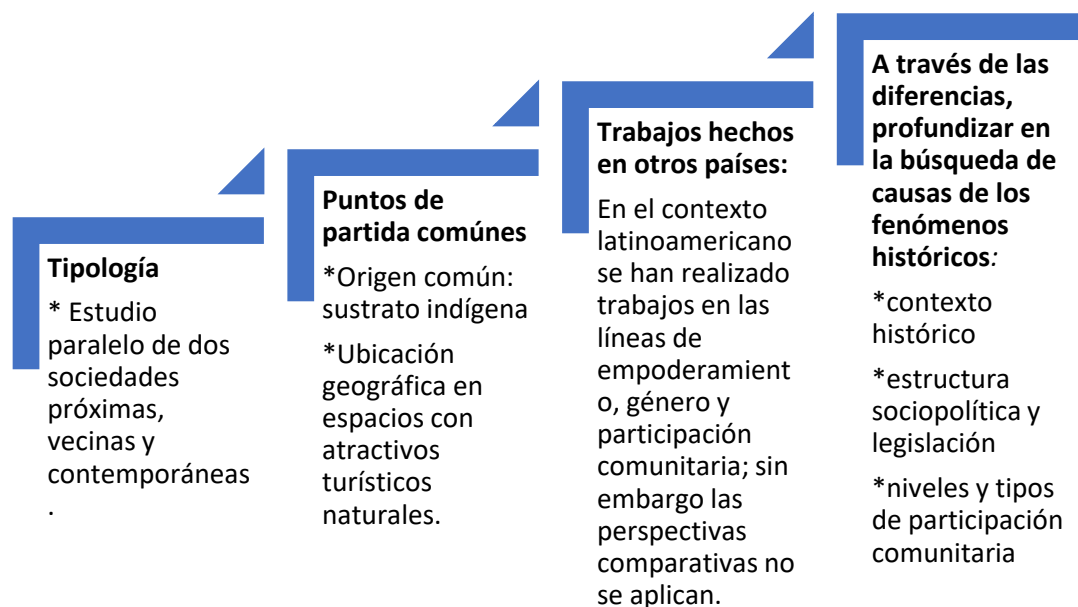 Tipología
* Estudio
paralelo de dos
sociedades
próximas,
vecinas y
contemporáneas
.
Puntos de
partida comúnes
*Origen común:
sustrato indígena
*Ubicación
geográfica en
espacios con
atractivos
turísticos
naturales.
Trabajos hechos
en otros países:
En el contexto
latinoamericano
se han realizado
trabajos en las
líneas de
empoderamient
o, género y
participación
comunitaria; sin
embargo las
perspectivas
comparativas no
se aplican.
A través de las
diferencias,
profundizar en
la búsqueda de
causas de los
fenómenos
históricos:
*contexto
histórico
*estructura
sociopolítica y
legislación
*niveles y tipos
de participación
comunitaria